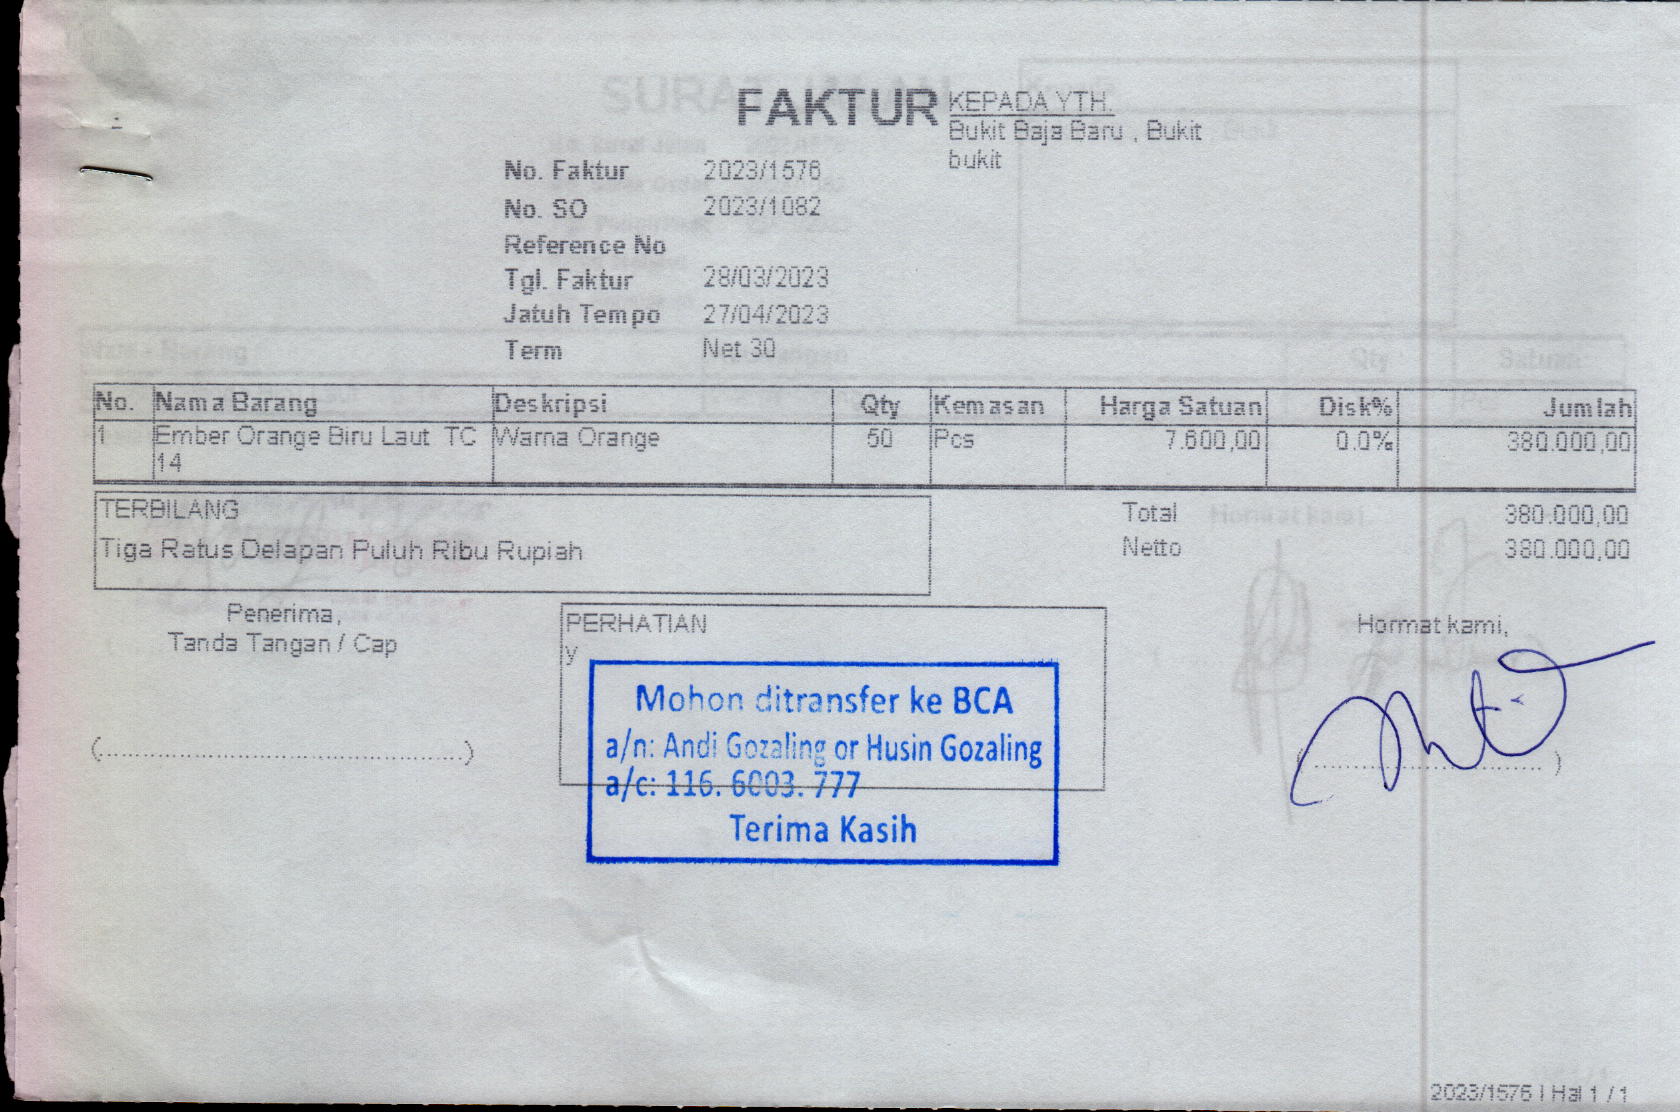 FAKTUR
KEPADA YTH.
Bukit Baja Baru , Bukit
bukit
No. Faktur 2023/1576
No. SO 2023/1082
Reference No
Tgl. Faktur 28/03/2023
Jatuh Tempo 27/04/2023
Term Net 30
No. Nama Barang Deskripsi Qty Kemasan Harga Satuan Disk% Jumlah
1 Ember Orange Biru Laut TC 14 Warna Orange 50 Pcs 7.600,00 0.0% 380.000,00
TERBILANG
Tiga Ratus Delapan Puluh Ribu Rupiah
Total 380.000,00
Netto 380.000,00
Penerima,
Tanda Tangan / Cap
PERHATIAN
y
Hormat kami,
Mohon ditransfer ke BCA
a/n: Andi Gozaling or Husin Gozaling
a/c: 116. 6003. 777
Terima Kasih
2023/1576 | Hal 1 / 1